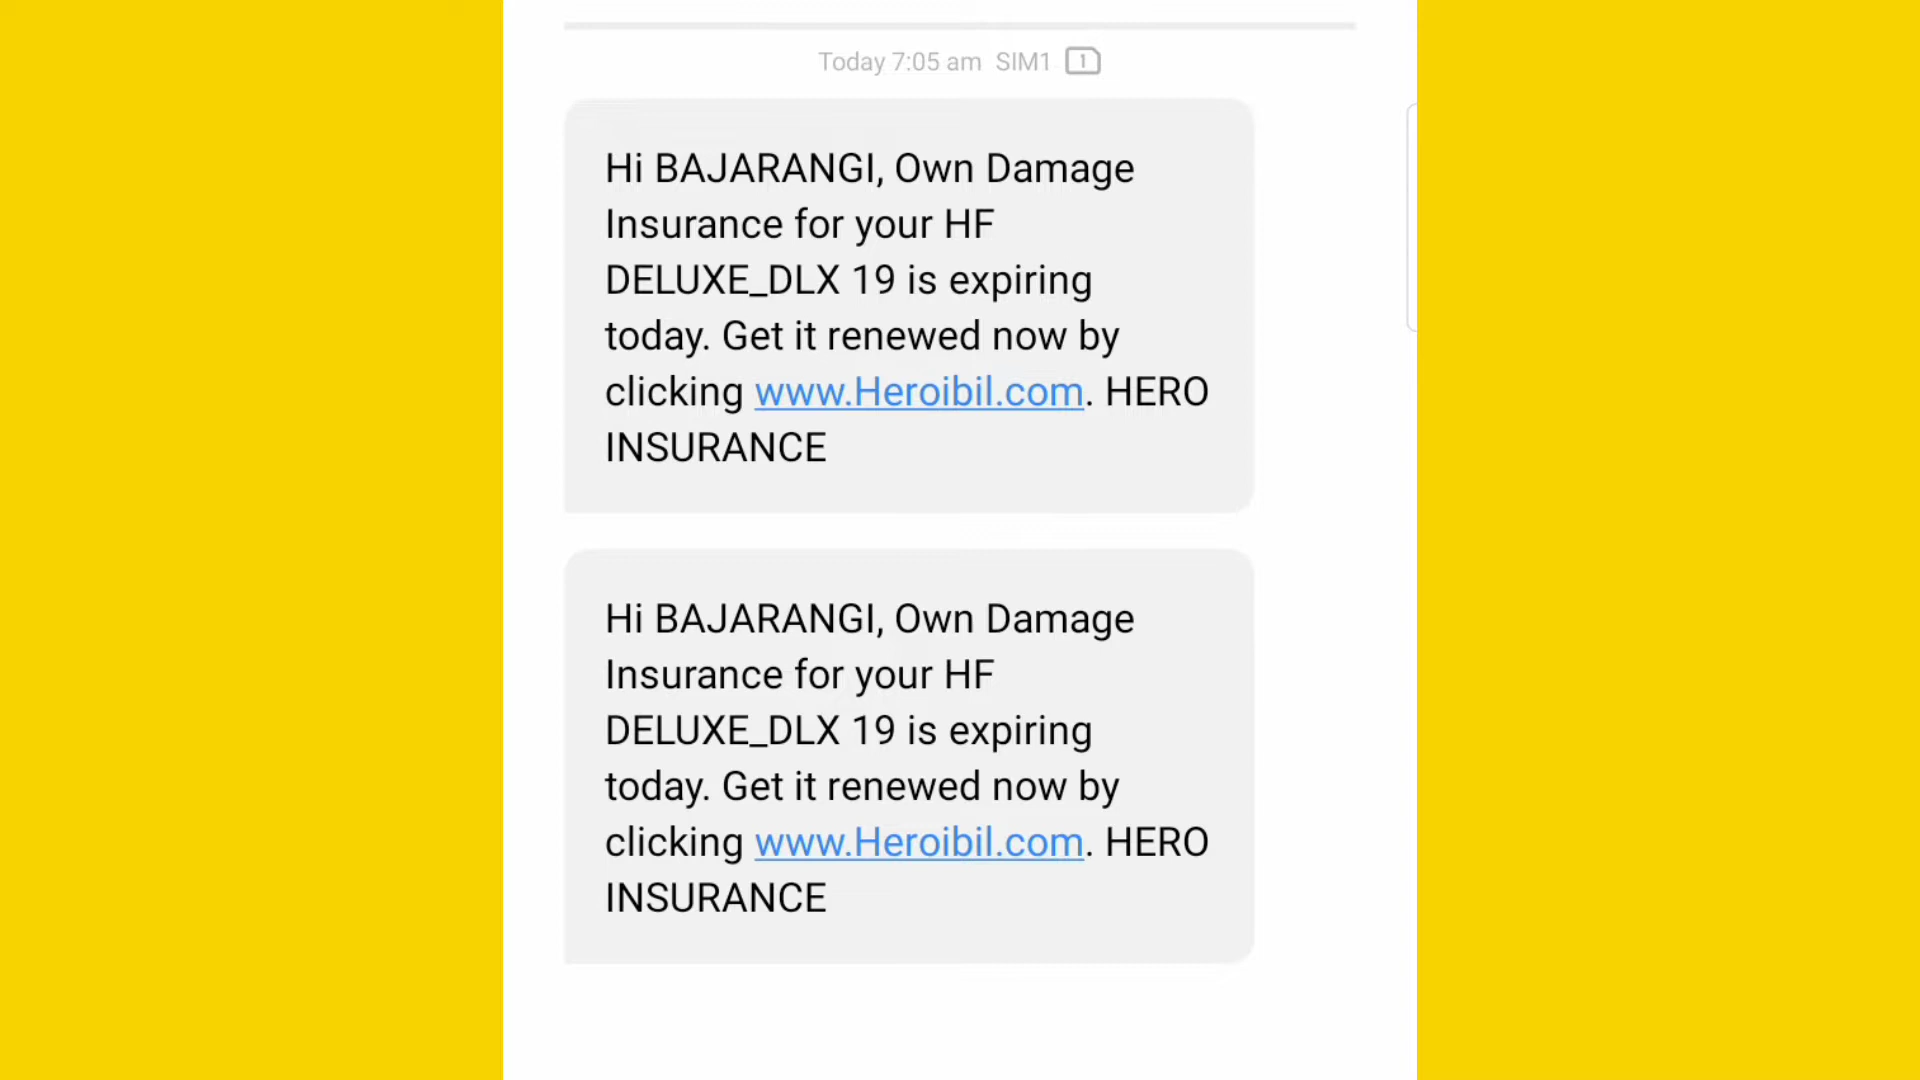 Today 7:05 am SIM1 1
Hi BAJARANGI, Own Damage
Insurance for your HF
DELUXE_DLX 19 is expiring
today. Get it renewed now by
clicking www.Heroibil.com. HERO
INSURANCE
Hi BAJARANGI, Own Damage
Insurance for your HF
DELUXE_DLX 19 is expiring
today. Get it renewed now by
clicking www.Heroibil.com. HERO
INSURANCE